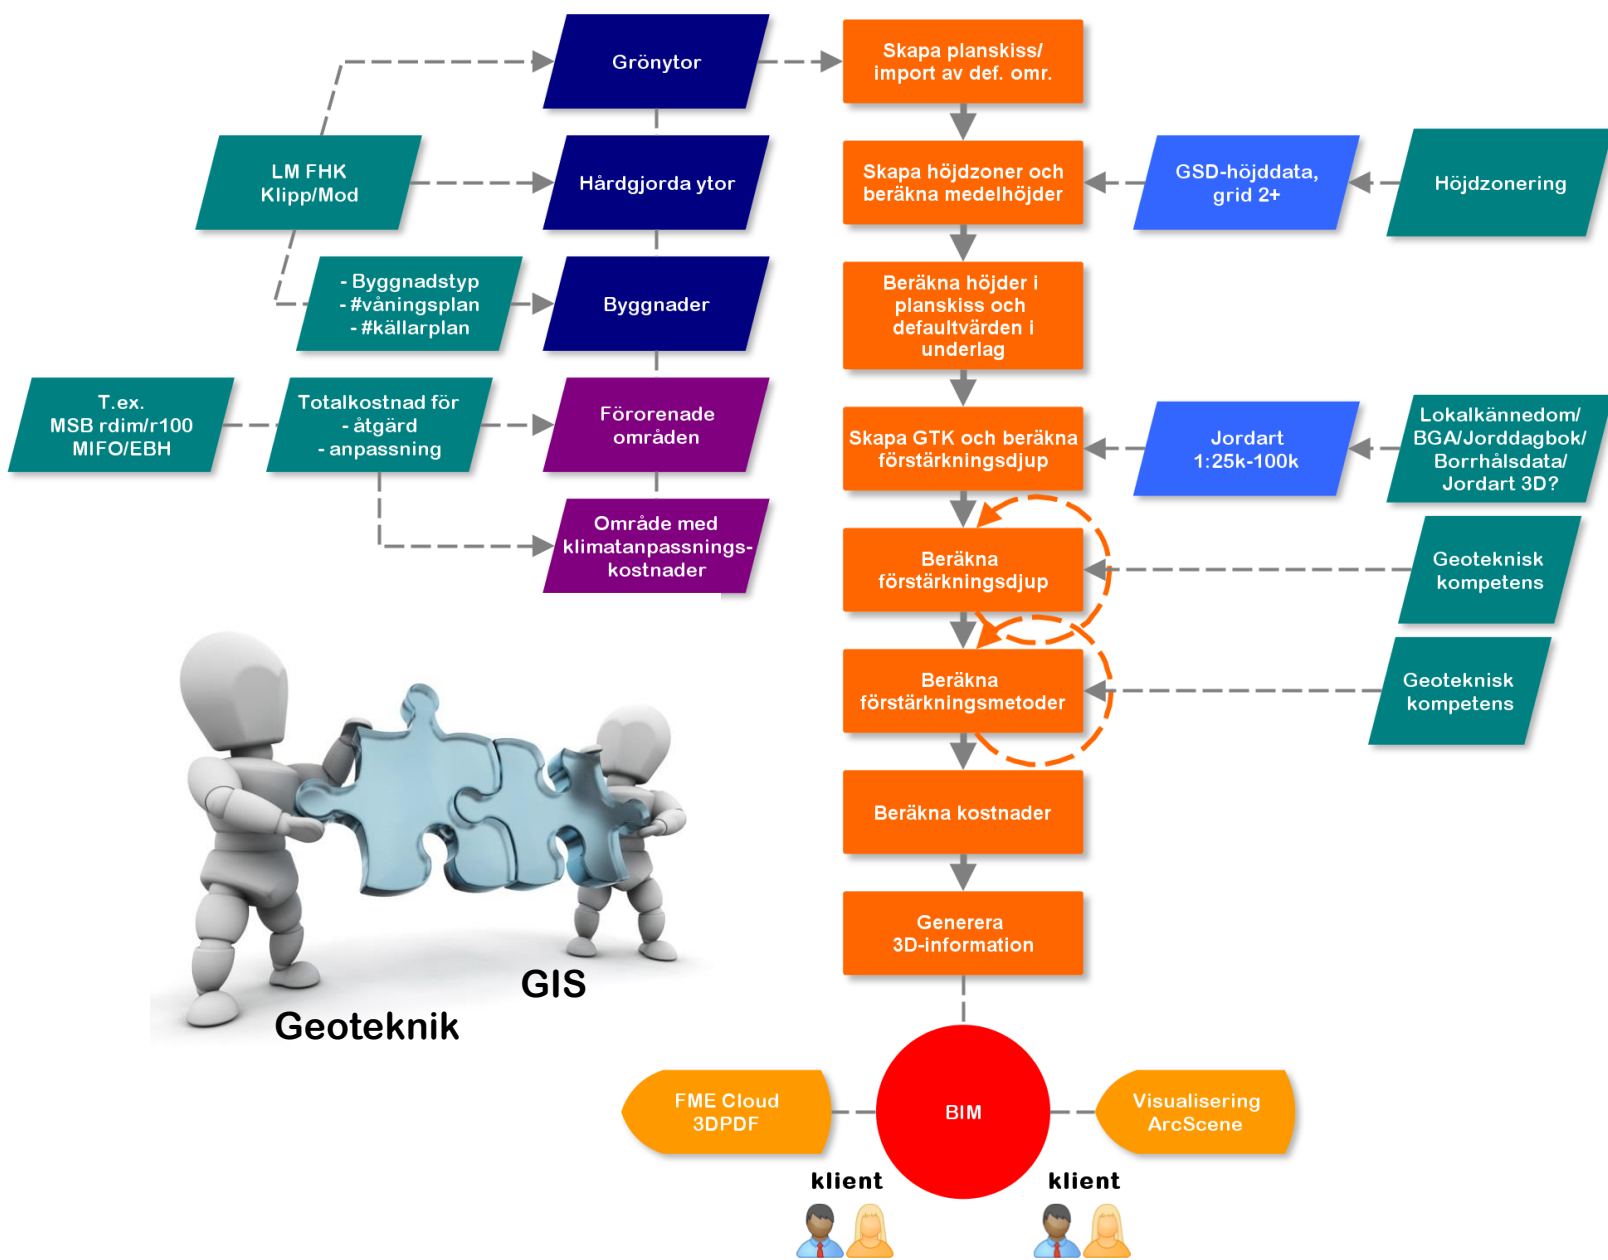 Grönytor
Skapa planskiss/
import av def. omr.
LM FHK
Klipp/Mod
Hårdgjorda ytor
Skapa höjdzoner och
beräkna medelhöjder
GSD-höjddata,
grid 2+
Höjdzonering
- Byggnadstyp
- #våningsplan
- #källarplan
Byggnader
Beräkna höjder i
planskiss och
defaultvärden i
underlag
T.ex.
MSB rdim/r100
MIFO/EBH
Totalkostnad för
- åtgärd
- anpassning
Förorenade
områden
Skapa GTK och beräkna
förstärkningsdjup
Jordart
1:25k-100k
Lokalkännedom/
BGA/Jorddagbok/
Borrhålsdata/
Jordart 3D?
Område med
klimatanpassnings-
kostnader
Beräkna
förstärkningsdjup
Geoteknisk
kompetens
Beräkna
förstärkningsmetoder
Geoteknisk
kompetens
Beräkna kostnader
Generera
3D-information
GIS
Geoteknik
FME Cloud
3DPDF
BIM
Visualisering
ArcScene
klient
klient